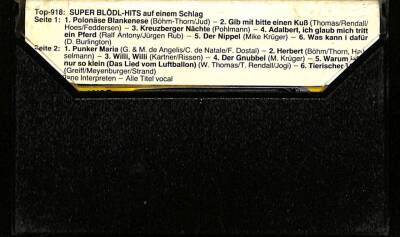 Top-918: SUPER BLÖDL-HITS auf einem Schlag
Seite 1: 1. Polonäse Blankenese (Böhm-Thorn/Jud) – 2. Gib mit bitte einen Kuß (Thomas/Rendall/
Hoes/Feddersen) – 3. Kreuzberger Nächte (Pohlmann) – 4. Adalbert, ich glaub mich tritt
ein Pferd (Ralf Antony/Jürgen Rub) – 5. Der Nippel (Mike Krüger) – 6. Was kann i dafür
(D. Burlington)
Seite 2: 1. Punker Maria (G. & M. de Angelis/C. de Natale/F. Dostal) – 2. Herbert (Böhm/Thorn,
selmann) – 3. Willi, Willi (Kartner/Rissen) – 4. Der Gnubbel (M. Krüger) – 5. Warum
nur so klein (Das Lied vom Luftballon) (W. Thomas/T. Rendall/Jogi) – 6. Tierischer
(Greif/Meyenburger/Strand)
Interpreten – Alle Titel vocal